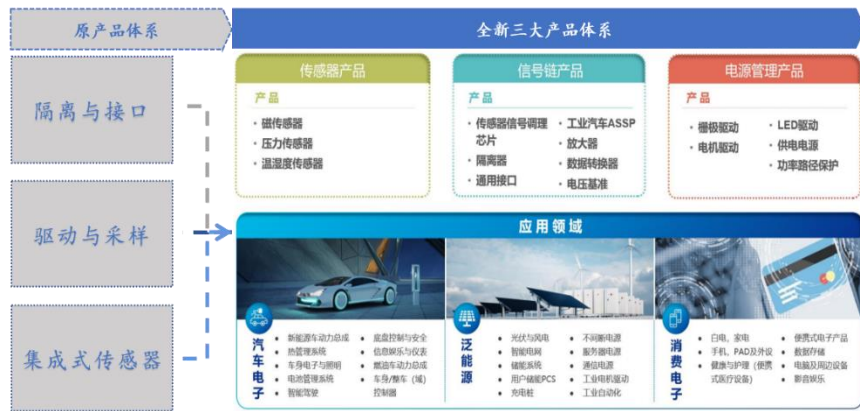 原产品体系
全新三大产品体系
隔离与接口
驱动与采样
集成式传感器
传感器产品
产品
· 磁传感器
· 压力传感器
· 温湿度传感器
信号链产品
产品
· 传感器信号调理
芯片
· 隔离器
· 通用接口
· 工业汽车ASSP
· 放大器
· 数据转换器
· 电压基准
电源管理产品
产品
· 栅极驱动
· 电机驱动
· LED驱动
· 供电电源
· 功率路径保护
应用领域
汽车电子
• 新能源车动力总成
• 热管理系统
• 车身电子与照明
• 电池管理系统
• 智能驾驶
• 底盘控制与安全
• 信息娱乐与仪表
• 燃油车动力总成
• 车身/整车（域）
控制器
泛能源
• 光伏与风电
• 智能电网
• 储能系统
• 用户储能PCS
• 充电桩
• 不间断电源
• 服务器电源
• 通信电源
• 工业电机驱动
• 工业自动化
消费电子
• 白电、家电
• 手机、PAD及外设
• 健康与护理（便携
式医疗设备）
• 便携式电子产品
• 数据存储
• 电脑及周边设备
• 影音娱乐